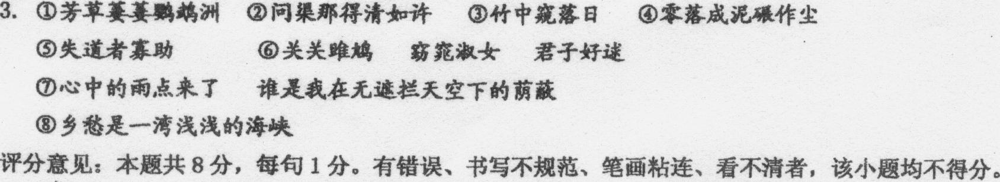 3. ①芳草萋萋鹦鹉洲 ②问渠那得清如许 ③竹中窥落日 ④零落成泥碾作尘
⑤失道者寡助 ⑥关关雎鸠 窈窕淑女 君子好逑
⑦心中的雨点来了 谁是我在无遮拦天空下的荫蔽
⑧乡愁是一湾浅浅的海峡
评分意见：本题共8分，每句1分。有错误、书写不规范、笔画粘连、看不清者，该小题均不得分。